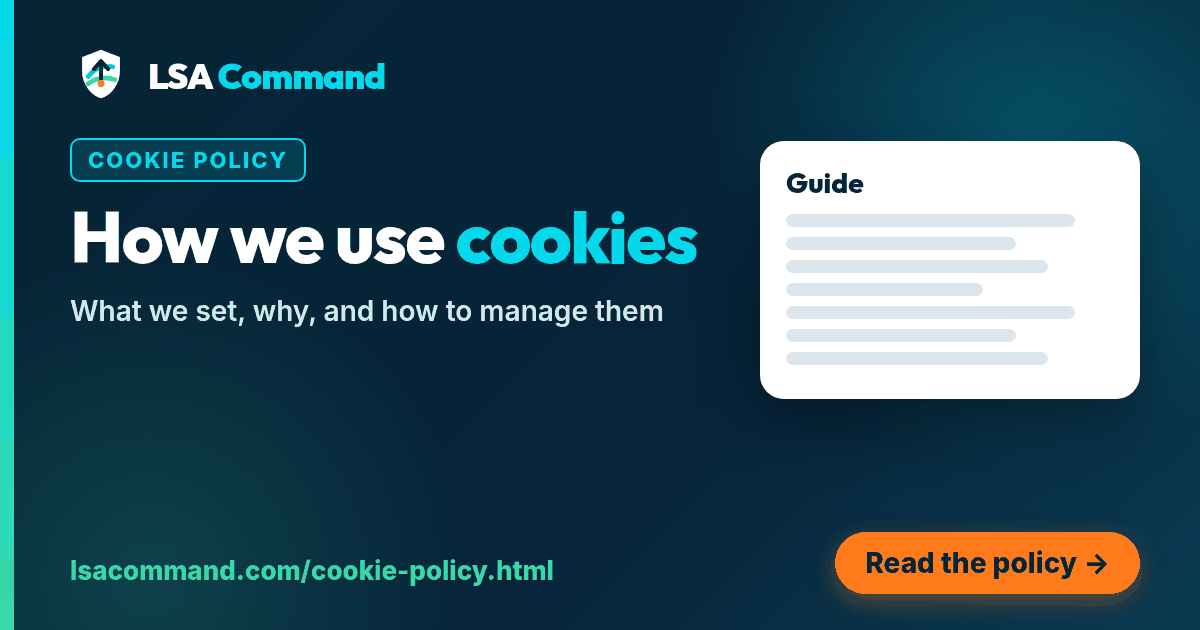 LSA Command
COOKIE POLICY
How we use cookies
What we set, why, and how to manage them
Guide
lsacommand.com/cookie-policy.html
Read the policy →